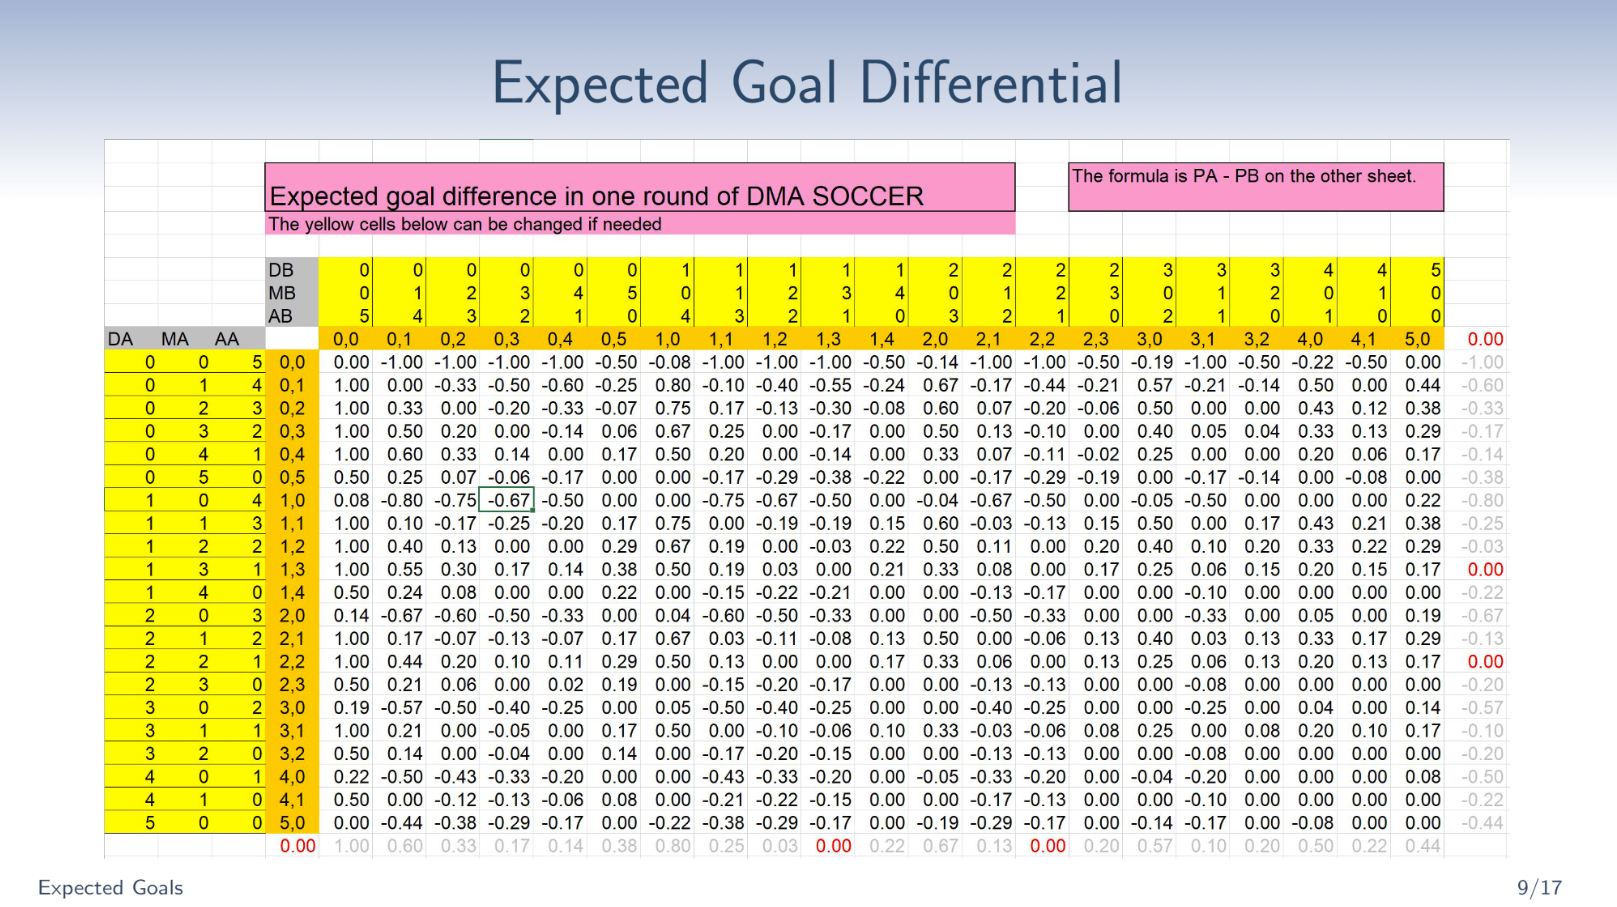 Expected Goal Differential
Expected goal difference in one round of DMA SOCCER
The formula is PA - PB on the other sheet.
The yellow cells below can be changed if needed
DB 0 0 0 0 0 0 1 1 1 1 1 2 2 2 2 3 3 3 4 4 5
MB 0 1 2 3 4 5 0 1 2 3 4 0 1 2 3 0 1 2 0 1 0
AB 5 4 3 2 1 0 4 3 2 1 0 3 2 1 0 2 1 0 1 0 0
DA MA AA 0,0 0,1 0,2 0,3 0,4 0,5 1,0 1,1 1,2 1,3 1,4 2,0 2,1 2,2 2,3 3,0 3,1 3,2 4,0 4,1 5,0 0.00
0 0 5 0,0 0.00 -1.00 -1.00 -1.00 -1.00 -0.50 -0.08 -1.00 -1.00 -1.00 -0.50 -0.14 -1.00 -1.00 -0.50 -0.19 -1.00 -0.50 -0.22 -0.50 0.00 -1.00
0 1 4 0,1 1.00 0.00 -0.33 -0.50 -0.60 -0.25 0.80 -0.10 -0.40 -0.55 -0.24 0.67 -0.17 -0.44 -0.21 0.57 -0.21 -0.14 0.50 0.00 0.44 -0.60
0 2 3 0,2 1.00 0.33 0.00 -0.20 -0.33 -0.07 0.75 0.17 -0.13 -0.30 -0.08 0.60 0.07 -0.20 -0.06 0.50 0.00 0.00 0.43 0.12 0.38 -0.33
0 3 2 0,3 1.00 0.50 0.20 0.00 -0.14 0.06 0.67 0.25 0.00 -0.17 0.00 0.50 0.13 -0.10 0.00 0.40 0.05 0.04 0.33 0.13 0.29 -0.17
0 4 1 0,4 1.00 0.60 0.33 0.14 0.00 0.17 0.50 0.20 0.00 -0.14 0.00 0.33 0.07 -0.11 -0.02 0.25 0.00 0.00 0.20 0.06 0.17 -0.14
0 5 0 0,5 0.50 0.25 0.07 -0.06 -0.17 0.00 0.00 -0.17 -0.29 -0.38 -0.22 0.00 -0.17 -0.29 -0.19 0.00 -0.17 -0.14 0.00 -0.08 0.00 -0.38
1 0 4 1,0 0.08 -0.80 -0.75 -0.67 -0.50 0.00 0.00 -0.75 -0.67 -0.50 0.00 -0.04 -0.67 -0.50 0.00 -0.05 -0.50 0.00 0.00 0.00 0.22 -0.80
1 1 3 1,1 1.00 0.10 -0.17 -0.25 -0.20 0.17 0.75 0.00 -0.19 -0.19 0.15 0.60 -0.03 -0.13 0.15 0.50 0.00 0.17 0.43 0.21 0.38 -0.25
1 2 2 1,2 1.00 0.40 0.13 0.00 0.00 0.29 0.67 0.19 0.00 -0.03 0.22 0.50 0.11 0.00 0.20 0.40 0.10 0.20 0.33 0.22 0.29 -0.03
1 3 1 1,3 1.00 0.55 0.30 0.17 0.14 0.38 0.50 0.19 0.03 0.00 0.21 0.33 0.08 0.00 0.17 0.25 0.06 0.15 0.20 0.15 0.17 0.00
1 4 0 1,4 0.50 0.24 0.08 0.00 0.00 0.22 0.00 -0.15 -0.22 -0.21 0.00 0.00 -0.13 -0.17 0.00 0.00 -0.10 0.00 0.00 0.00 0.00 -0.22
2 0 3 2,0 0.14 -0.67 -0.60 -0.50 -0.33 0.00 0.04 -0.60 -0.50 -0.33 0.00 0.00 -0.50 -0.33 0.00 0.00 -0.33 0.00 0.05 0.00 0.19 -0.67
2 1 2 2,1 1.00 0.17 -0.07 -0.13 -0.07 0.17 0.67 0.03 -0.11 -0.08 0.13 0.50 0.00 -0.06 0.13 0.40 0.03 0.13 0.33 0.17 0.29 -0.13
2 2 1 2,2 1.00 0.44 0.20 0.10 0.11 0.29 0.50 0.13 0.00 0.00 0.17 0.33 0.06 0.00 0.13 0.25 0.06 0.13 0.20 0.13 0.17 0.00
2 3 0 2,3 0.50 0.21 0.06 0.00 0.02 0.19 0.00 -0.15 -0.20 -0.17 0.00 0.00 -0.13 -0.13 0.00 0.00 -0.08 0.00 0.00 0.00 0.00 -0.20
3 0 2 3,0 0.19 -0.57 -0.50 -0.40 -0.25 0.00 0.05 -0.50 -0.40 -0.25 0.00 0.00 -0.40 -0.25 0.00 0.00 -0.25 0.00 0.04 0.00 0.14 -0.57
3 1 1 3,1 1.00 0.21 0.00 -0.05 0.00 0.17 0.50 0.00 -0.10 -0.06 0.10 0.33 -0.03 -0.06 0.08 0.25 0.00 0.08 0.20 0.10 0.17 -0.10
3 2 0 3,2 0.50 0.14 0.00 -0.04 0.00 0.14 0.00 -0.17 -0.20 -0.15 0.00 0.00 -0.13 -0.13 0.00 0.00 -0.08 0.00 0.00 0.00 0.00 -0.20
4 0 1 4,0 0.22 -0.50 -0.43 -0.33 -0.20 0.00 0.00 -0.43 -0.33 -0.20 0.00 -0.05 -0.33 -0.20 0.00 -0.04 -0.20 0.00 0.00 0.00 0.08 -0.50
4 1 0 4,1 0.50 0.00 -0.12 -0.13 -0.06 0.08 0.00 -0.21 -0.22 -0.15 0.00 0.00 -0.17 -0.13 0.00 0.00 -0.10 0.00 0.00 0.00 0.00 -0.22
5 0 0 5,0 0.00 -0.44 -0.38 -0.29 -0.17 0.00 -0.22 -0.38 -0.29 -0.17 0.00 -0.19 -0.29 -0.17 0.00 -0.14 -0.17 0.00 -0.08 0.00 0.00 -0.44
0.00 1.00 0.60 0.33 0.17 0.14 0.38 0.80 0.25 0.03 0.00 0.22 0.67 0.13 0.00 0.20 0.57 0.10 0.20 0.50 0.22 0.44
Expected Goals
9/17